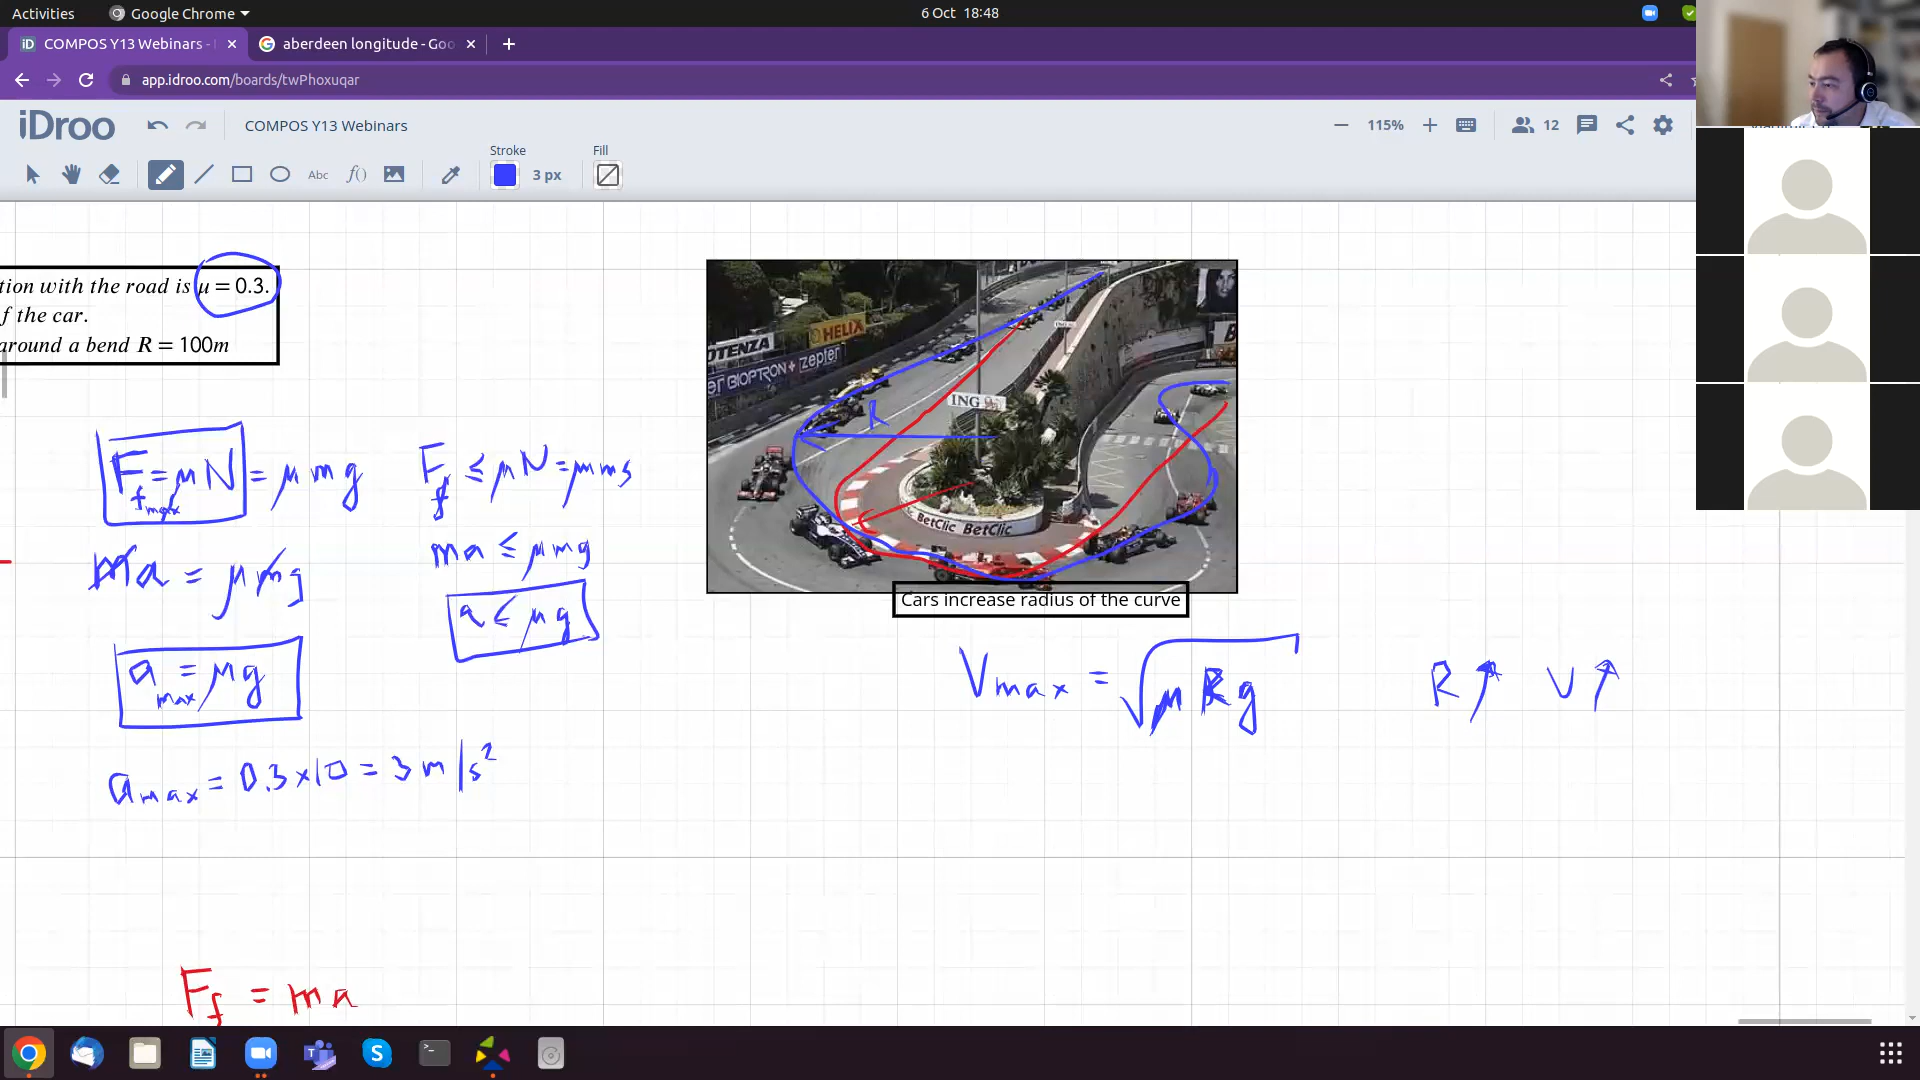 Activities
Google Chrome
6 Oct 18:48
COMPOS Y13 Webinars -
aberdeen longitude - Goo
app.idroo.com/boards/twPhoxuqar
iDroo
COMPOS Y13 Webinars
115%
12
Stroke
Fill
Abc
f()
3 px
tion with the road is μ = 0.3.
f the car.
around a bend R = 100m
F_f max = μN = μmg
F_f ≤ μN = μmg
ma = μmg
ma ≤ μmg
a ≤ μg
a_max = μg
a_max = 0.3×10 = 3 m/s²
F_f = ma
OTENZA
HELIX
BIOPTRON + zepter
ING
R
BetClic BetClic
Cars increase radius of the curve
V_max = √μRg
R↑ V↑